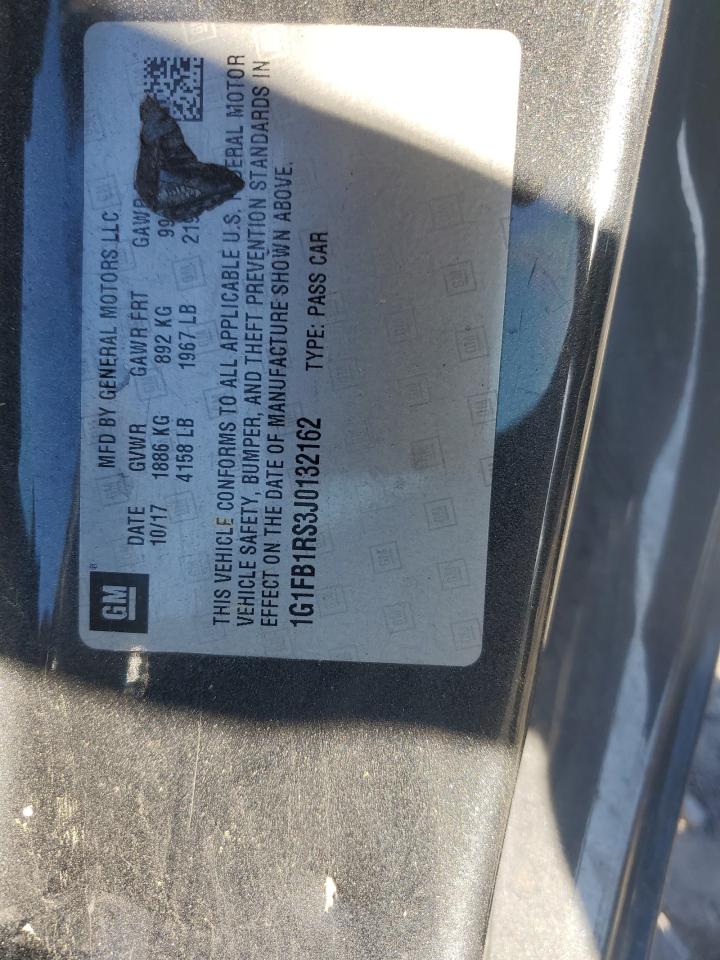 GM®
MFD BY GENERAL MOTORS LLC
DATE GVWR GAWR FRT
10/17 1886 KG 892 KG
4158 LB 1967 LB
THIS VEHICLE CONFORMS TO ALL APPLICABLE U.S. MOTOR
VEHICLE SAFETY, BUMPER, AND THEFT PREVENTION STANDARDS IN
EFFECT ON THE DATE OF MANUFACTURE SHOWN ABOVE.
1G1FB1RS3J0132162 TYPE: PASS CAR